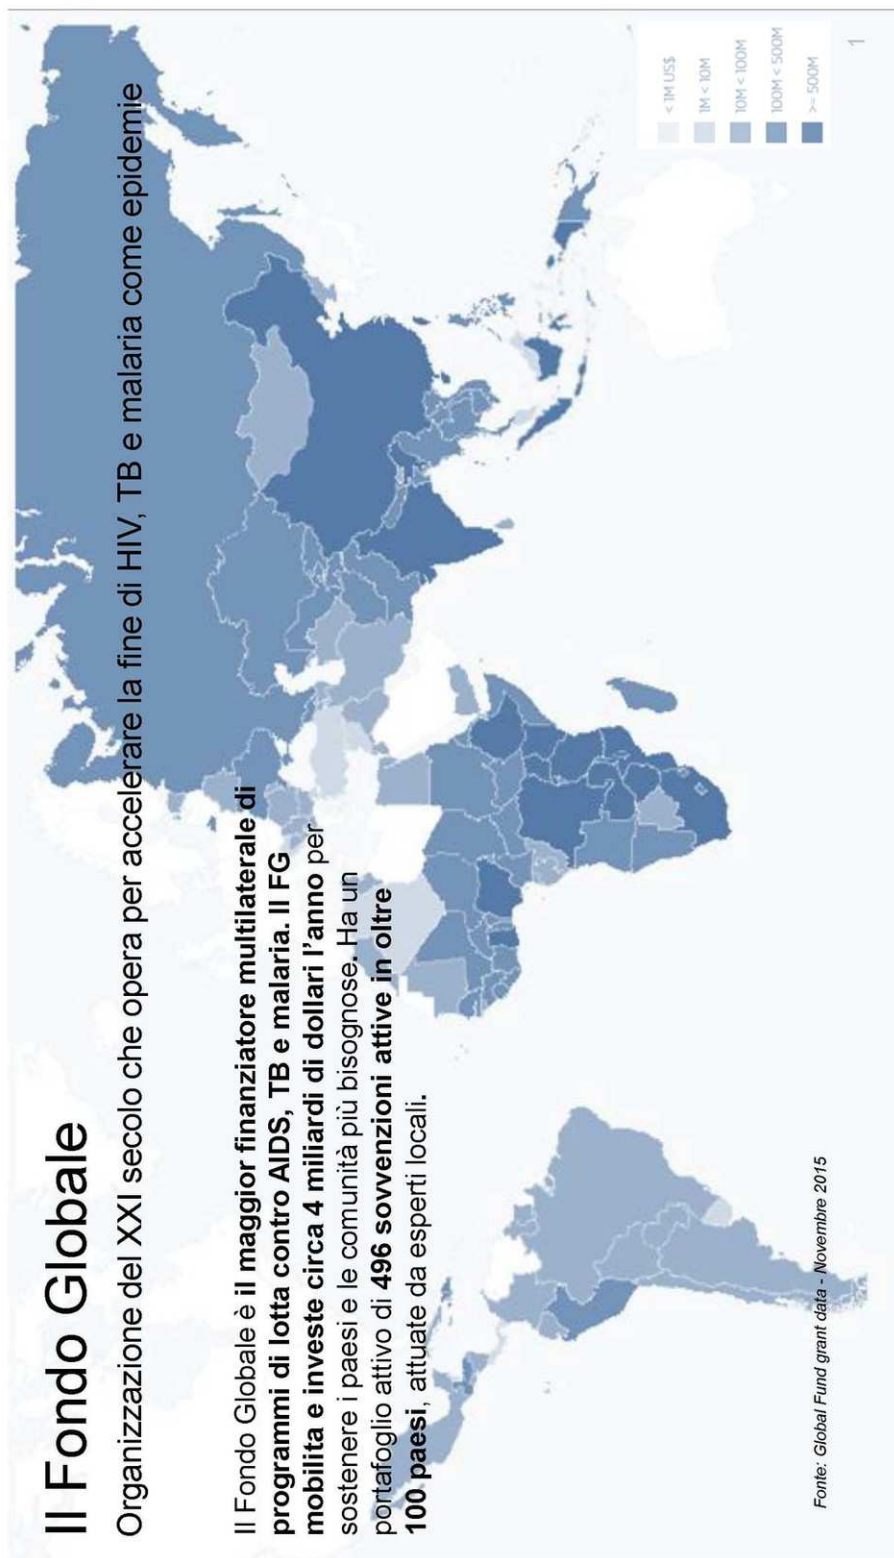 Il Fondo Globale
Organizzazione del XXI secolo che opera per accelerare la fine di HIV, TB e malaria come epidemie
Il Fondo Globale è il maggior finanziatore multilaterale di
programmi di lotta contro AIDS, TB e malaria. Il FG
mobilita e investe circa 4 miliardi di dollari l'anno per
sostenere i paesi e le comunità più bisognose. Ha un
portafoglio attivo di 496 sovvenzioni attive in oltre
100 paesi, attuate da esperti locali.
< 1M US$
1M < 10M
10M < 100M
100M < 500M
>= 500M
Fonte: Global Fund grant data - Novembre 2015
1